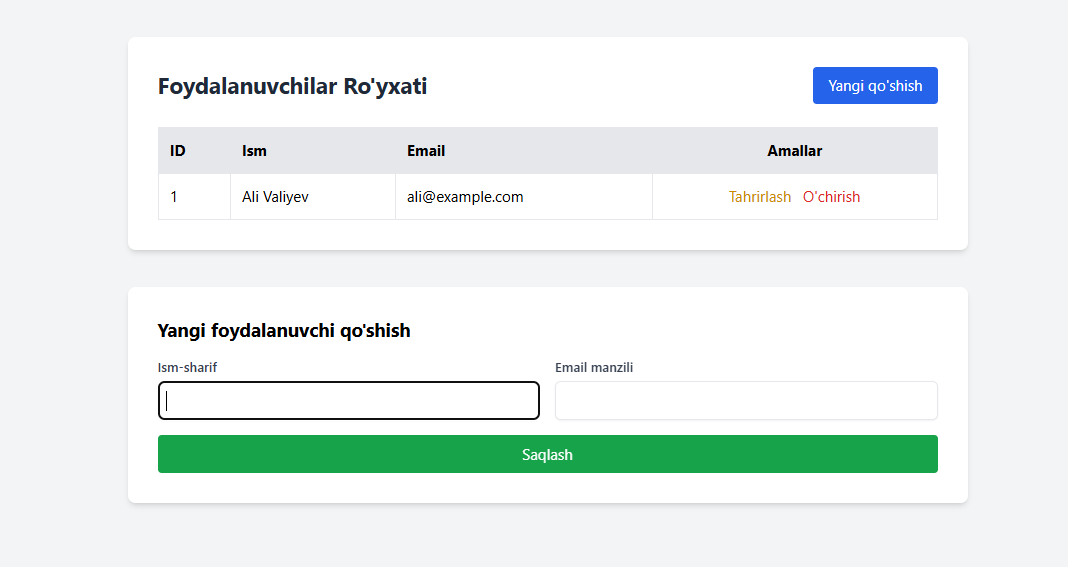 Foydalanuvchilar Ro'yxati
Yangi qo'shish
ID Ism Email Amallar
1 Ali Valiyev ali@example.com Tahrirlash O'chirish
Yangi foydalanuvchi qo'shish
Ism-sharif Email manzili
Saqlash